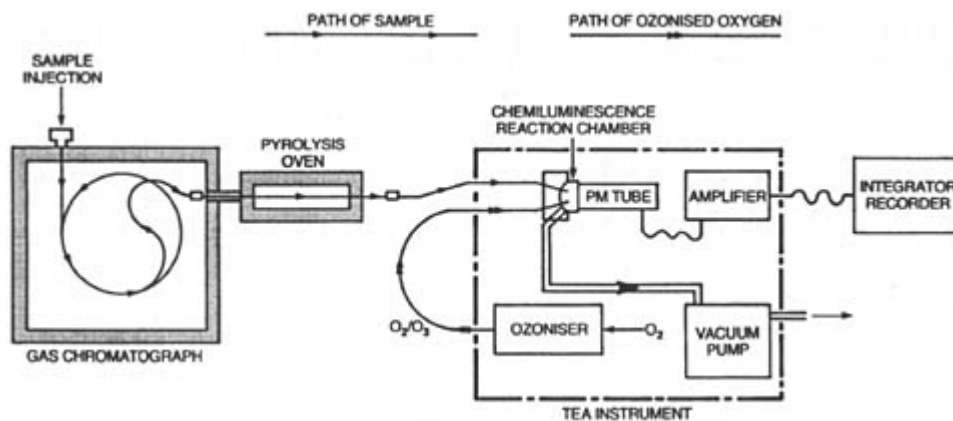 PATH OF SAMPLE
PATH OF OZONISED OXYGEN
SAMPLE
INJECTION
CHEMILUMINESCENCE
REACTION CHAMBER
PYROLYSIS
OVEN
PM TUBE
AMPLIFIER
INTEGRATOR
RECORDER
O₂/O₃
OZONISER
O₂
VACUUM
PUMP
GAS CHROMATOGRAPH
TEA INSTRUMENT